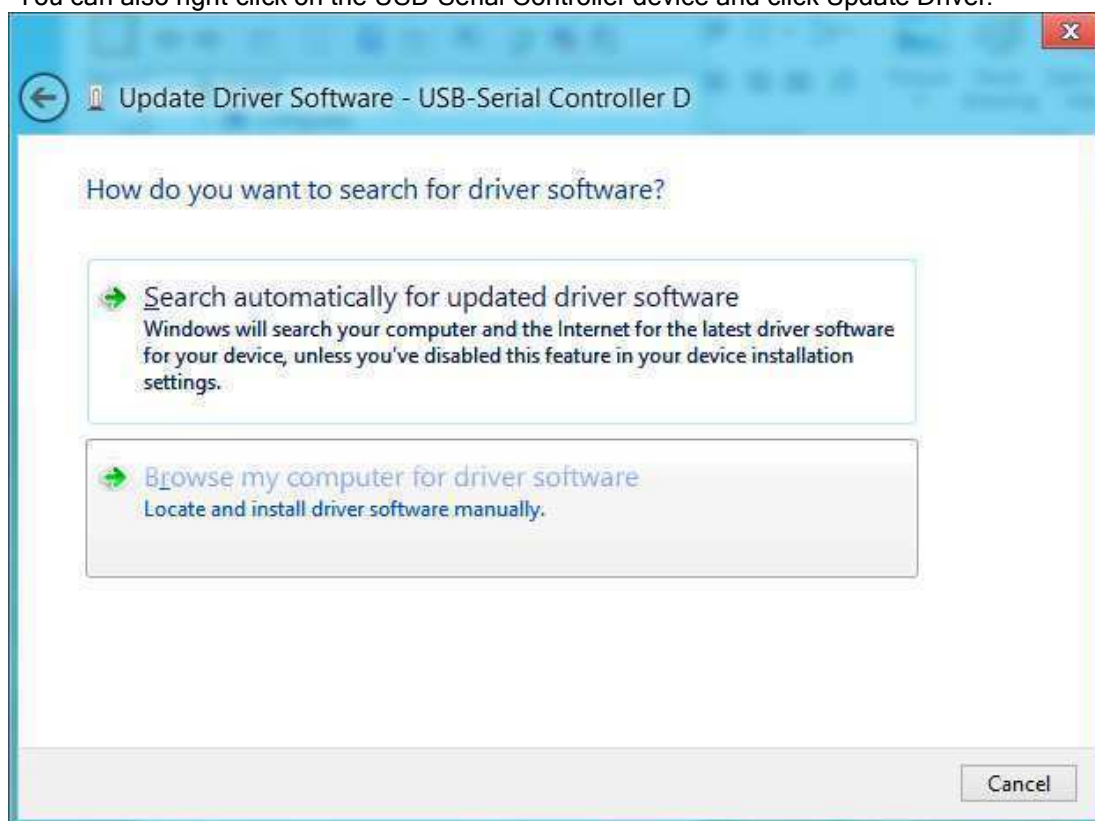 You can also right click on the USB-Serial Controller device and click Update Driver.
Update Driver Software - USB-Serial Controller D
How do you want to search for driver software?
Search automatically for updated driver software
Windows will search your computer and the Internet for the latest driver software
for your device, unless you've disabled this feature in your device installation
settings.
Browse my computer for driver software
Locate and install driver software manually.
Cancel